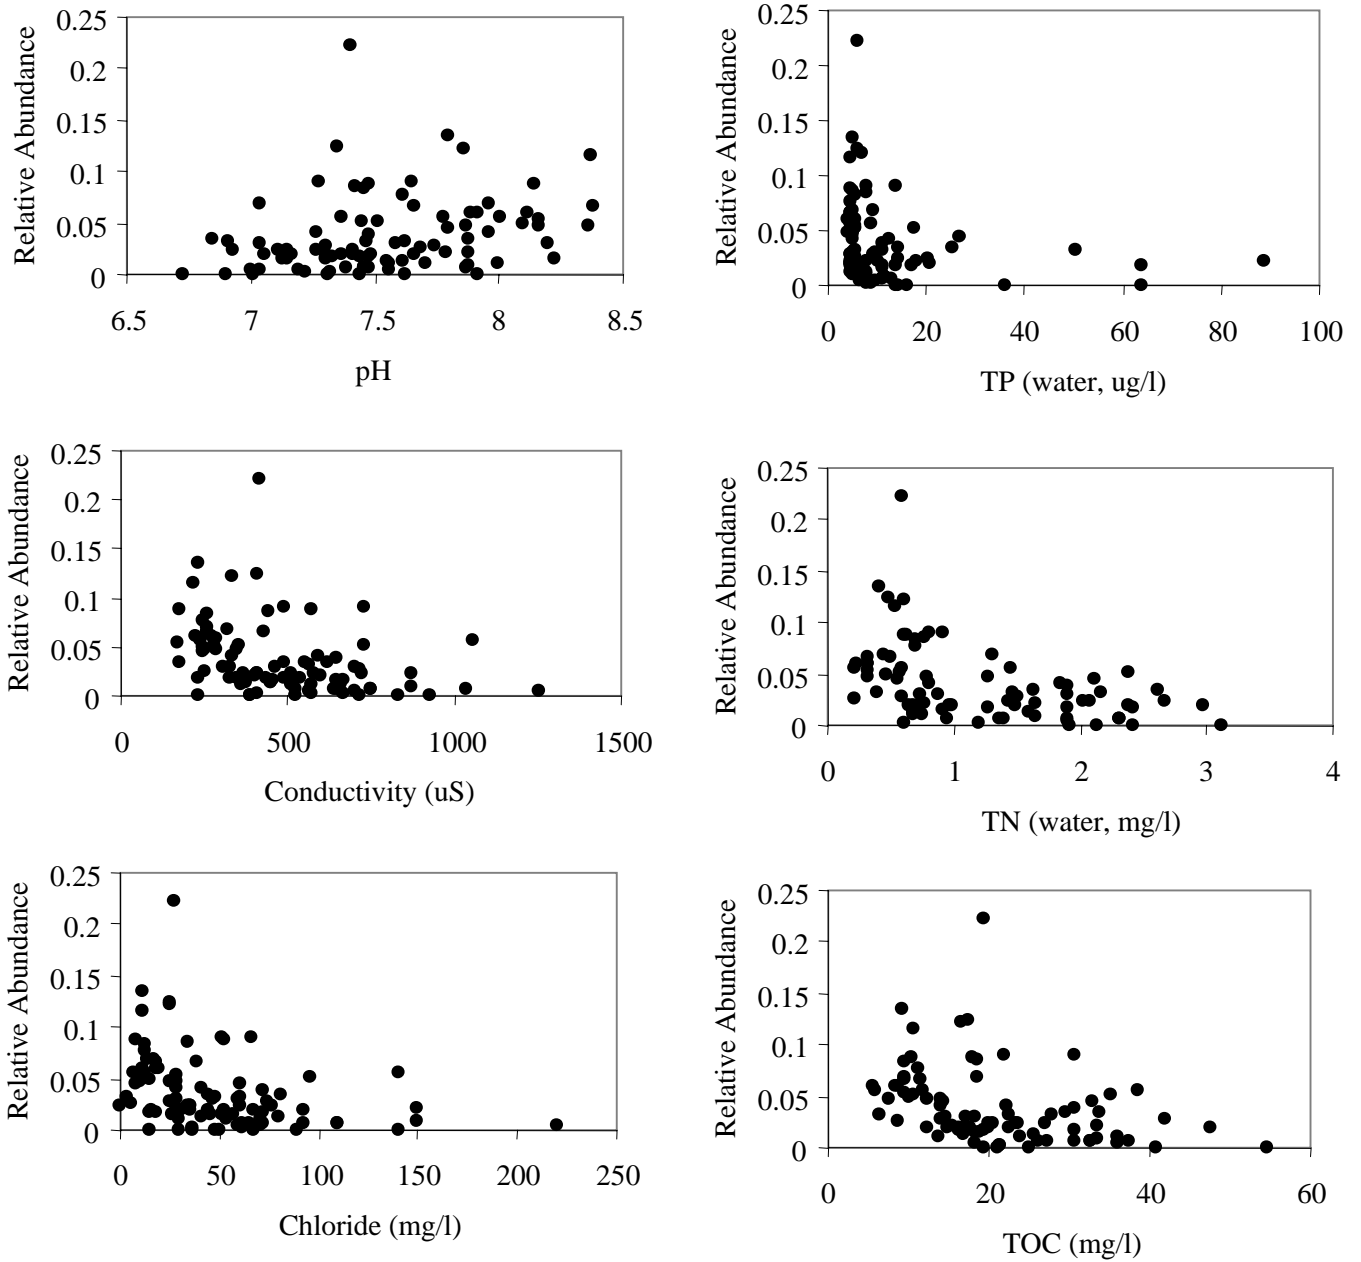 0.25
0.2
0.15
0.1
0.05
0
Relative Abundance
6.5 7 7.5 8 8.5
pH
0.25
0.2
0.15
0.1
0.05
0
Relative Abundance
0 20 40 60 80 100
TP (water, ug/l)
0.25
0.2
0.15
0.1
0.05
0
Relative Abundance
0 500 1000 1500
Conductivity (uS)
0.25
0.2
0.15
0.1
0.05
0
Relative Abundance
0 1 2 3 4
TN (water, mg/l)
0.25
0.2
0.15
0.1
0.05
0
Relative Abundance
0 50 100 150 200 250
Chloride (mg/l)
0.25
0.2
0.15
0.1
0.05
0
Relative Abundance
0 20 40 60
TOC (mg/l)